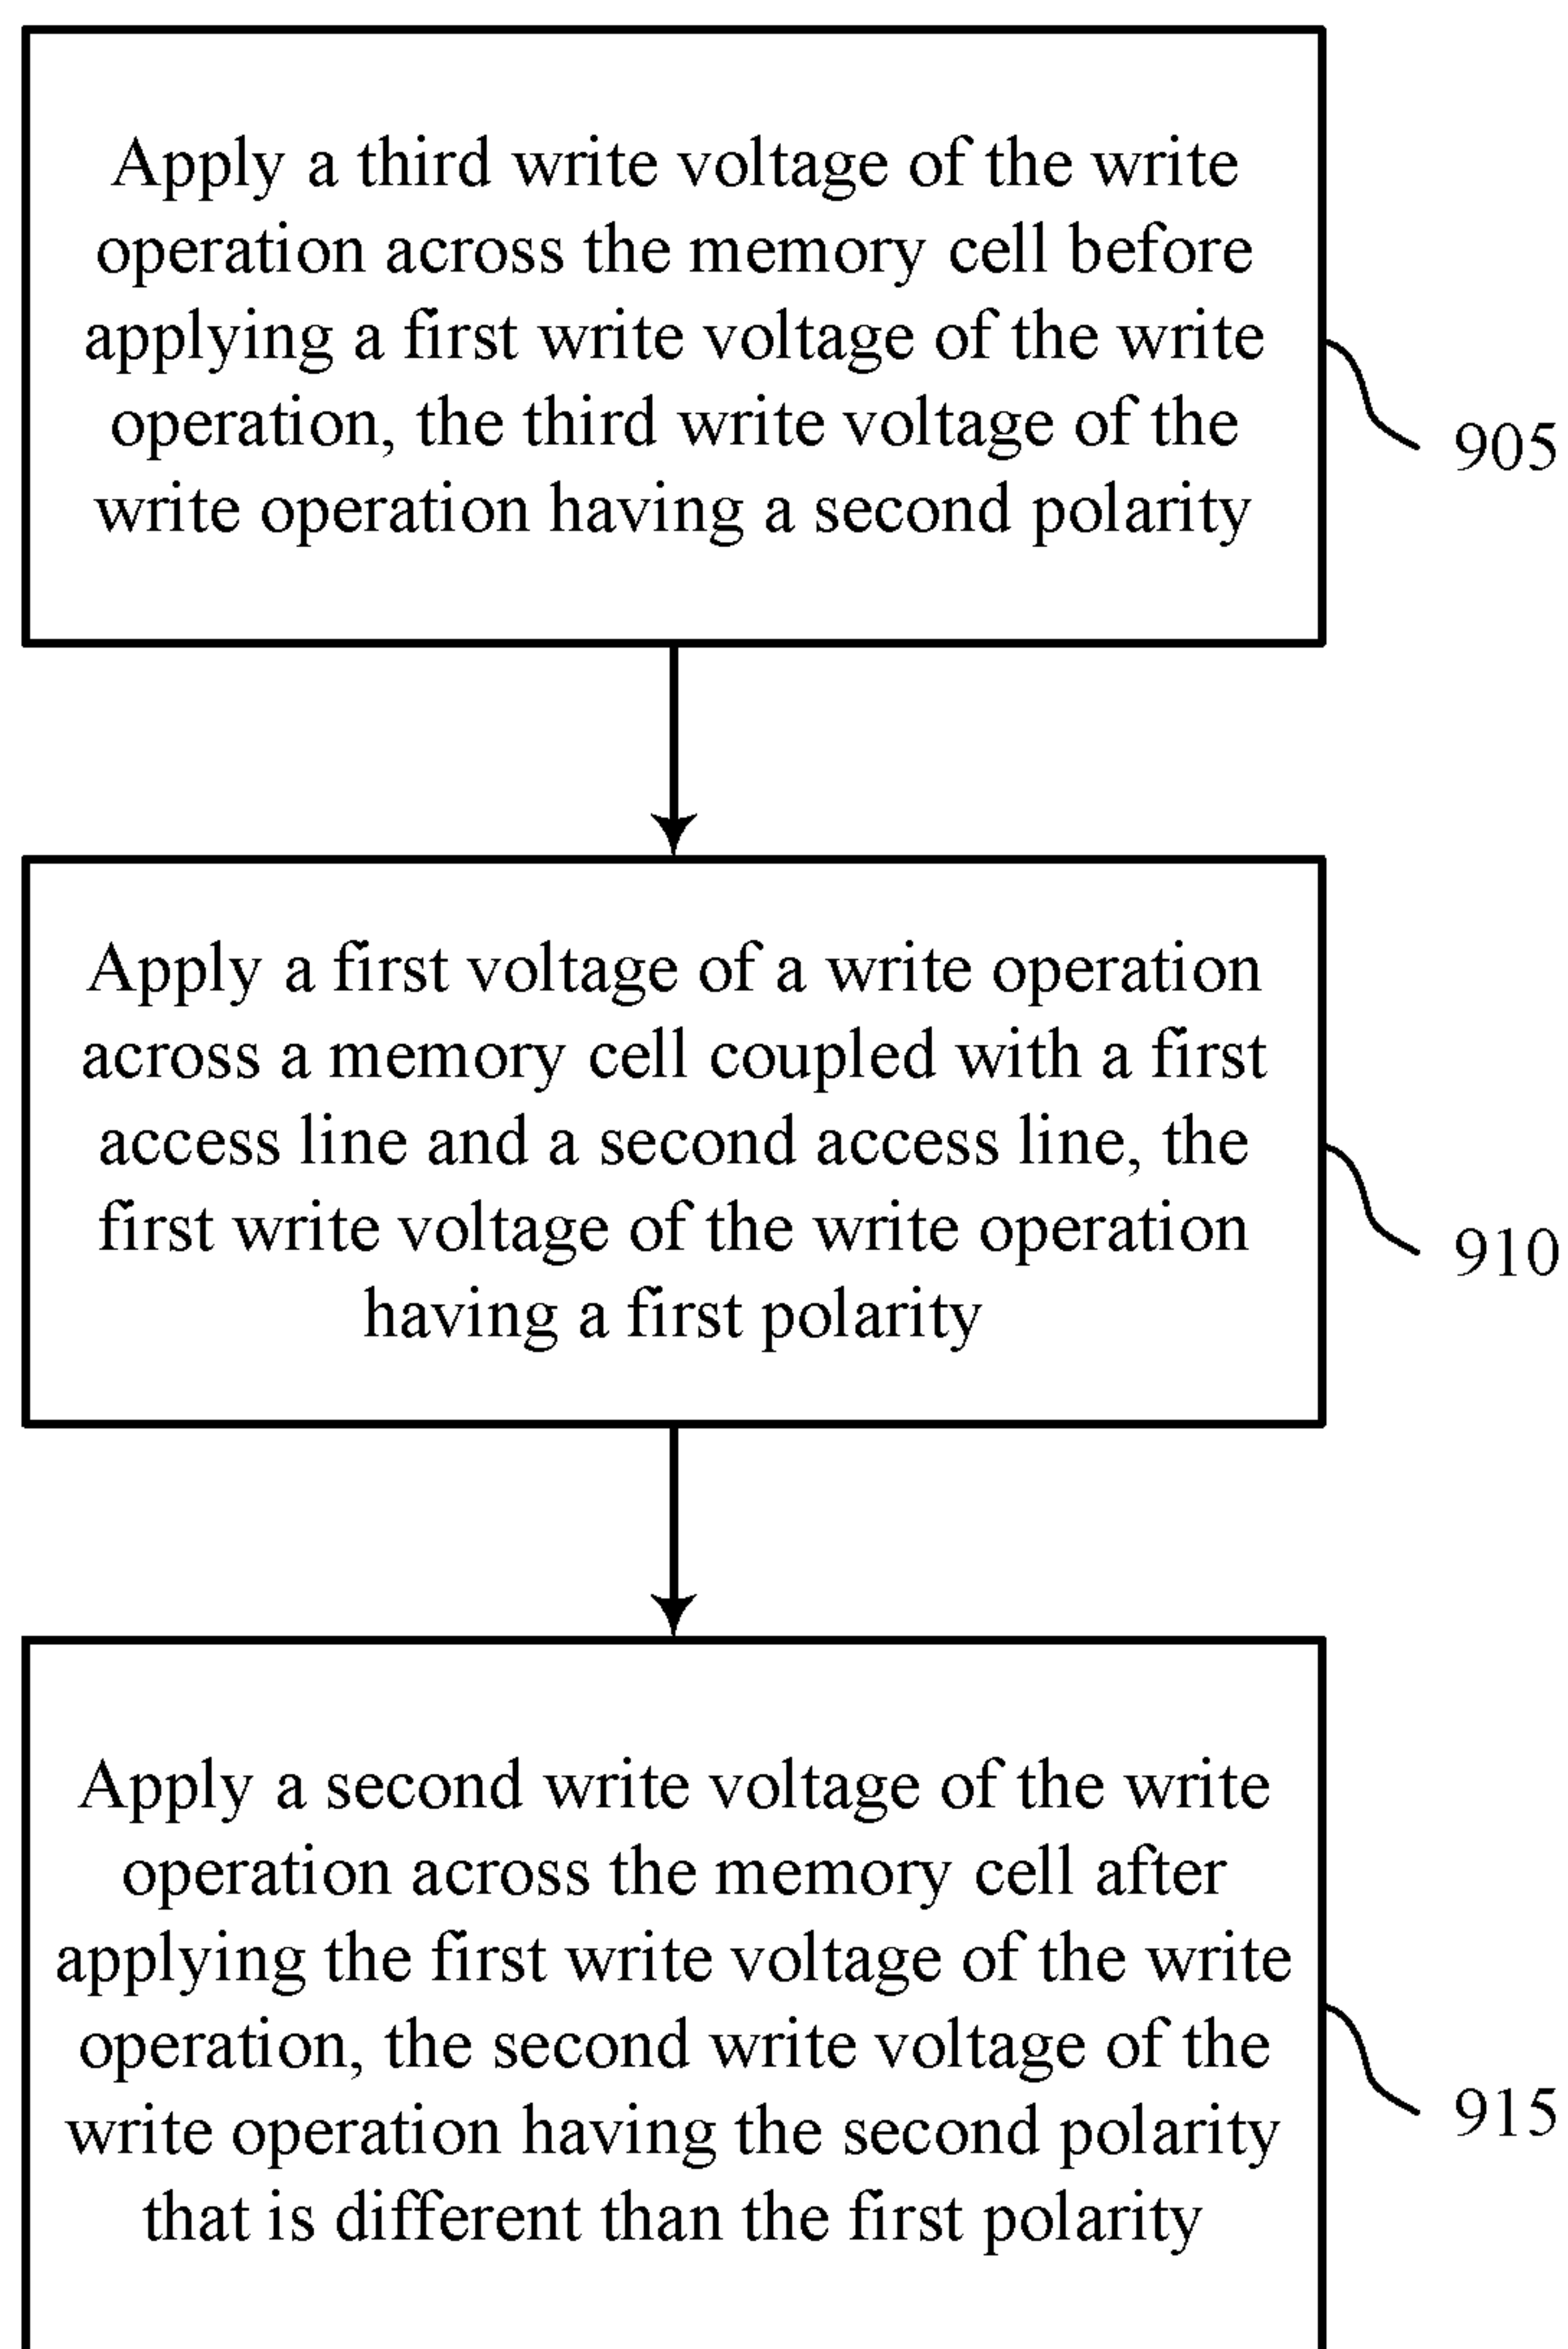 Apply a third write voltage of the write
operation across the memory cell before
applying a first write voltage of the write
operation, the third write voltage of the
write operation having a second polarity
905
Apply a first voltage of a write operation
across a memory cell coupled with a first
access line and a second access line, the
first write voltage of the write operation
having a first polarity
910
Apply a second write voltage of the write
operation across the memory cell after
applying the first write voltage of the write
operation, the second write voltage of the
write operation having the second polarity
that is different than the first polarity
915